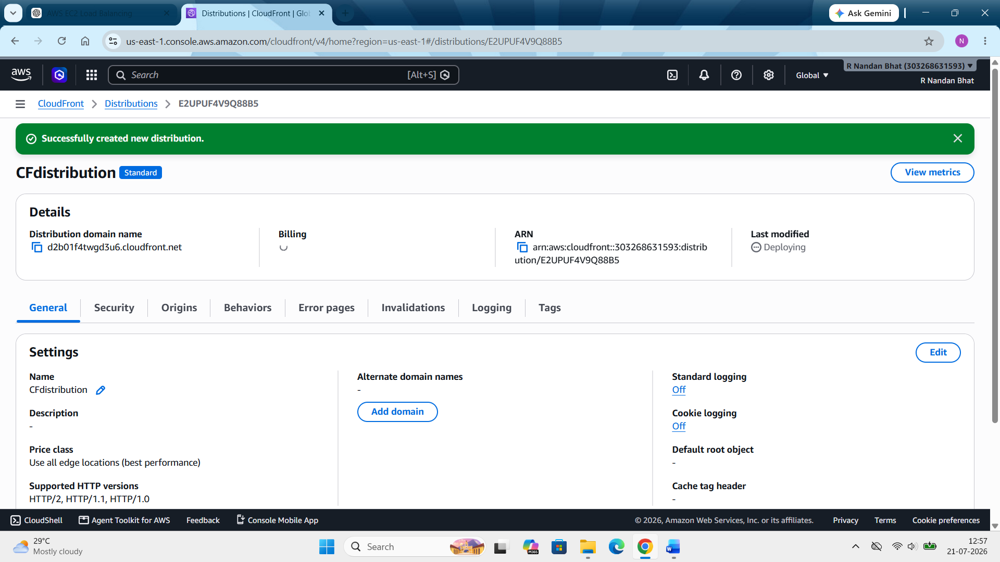 AWS EC2 Load Balancing
Distributions | CloudFront | Glo
Ask Gemini
us-east-1.console.aws.amazon.com/cloudfront/v4/home?region=us-east-1#/distributions/E2UPUF4V9Q88B5
N
aws
Search
[Alt+S]
Global
R Nandan Bhat (303268631593)
R Nandan Bhat
CloudFront
Distributions
E2UPUF4V9Q88B5
Successfully created new distribution.
CFdistribution
Standard
View metrics
Details
Distribution domain name
d2b01f4twgd3u6.cloudfront.net
Billing
ARN
arn:aws:cloudfront::303268631593:distrib
ution/E2UPUF4V9Q88B5
Last modified
Deploying
General
Security
Origins
Behaviors
Error pages
Invalidations
Logging
Tags
Settings
Edit
Name
CFdistribution
Description
-
Price class
Use all edge locations (best performance)
Supported HTTP versions
HTTP/2, HTTP/1.1, HTTP/1.0
Alternate domain names
-
Add domain
Standard logging
Off
Cookie logging
Off
Default root object
-
Cache tag header
-
CloudShell
Agent Toolkit for AWS
Feedback
Console Mobile App
© 2026, Amazon Web Services, Inc. or its affiliates.
Privacy
Terms
Cookie preferences
29°C
Mostly cloudy
Search
M365
W
12:57
21-07-2026